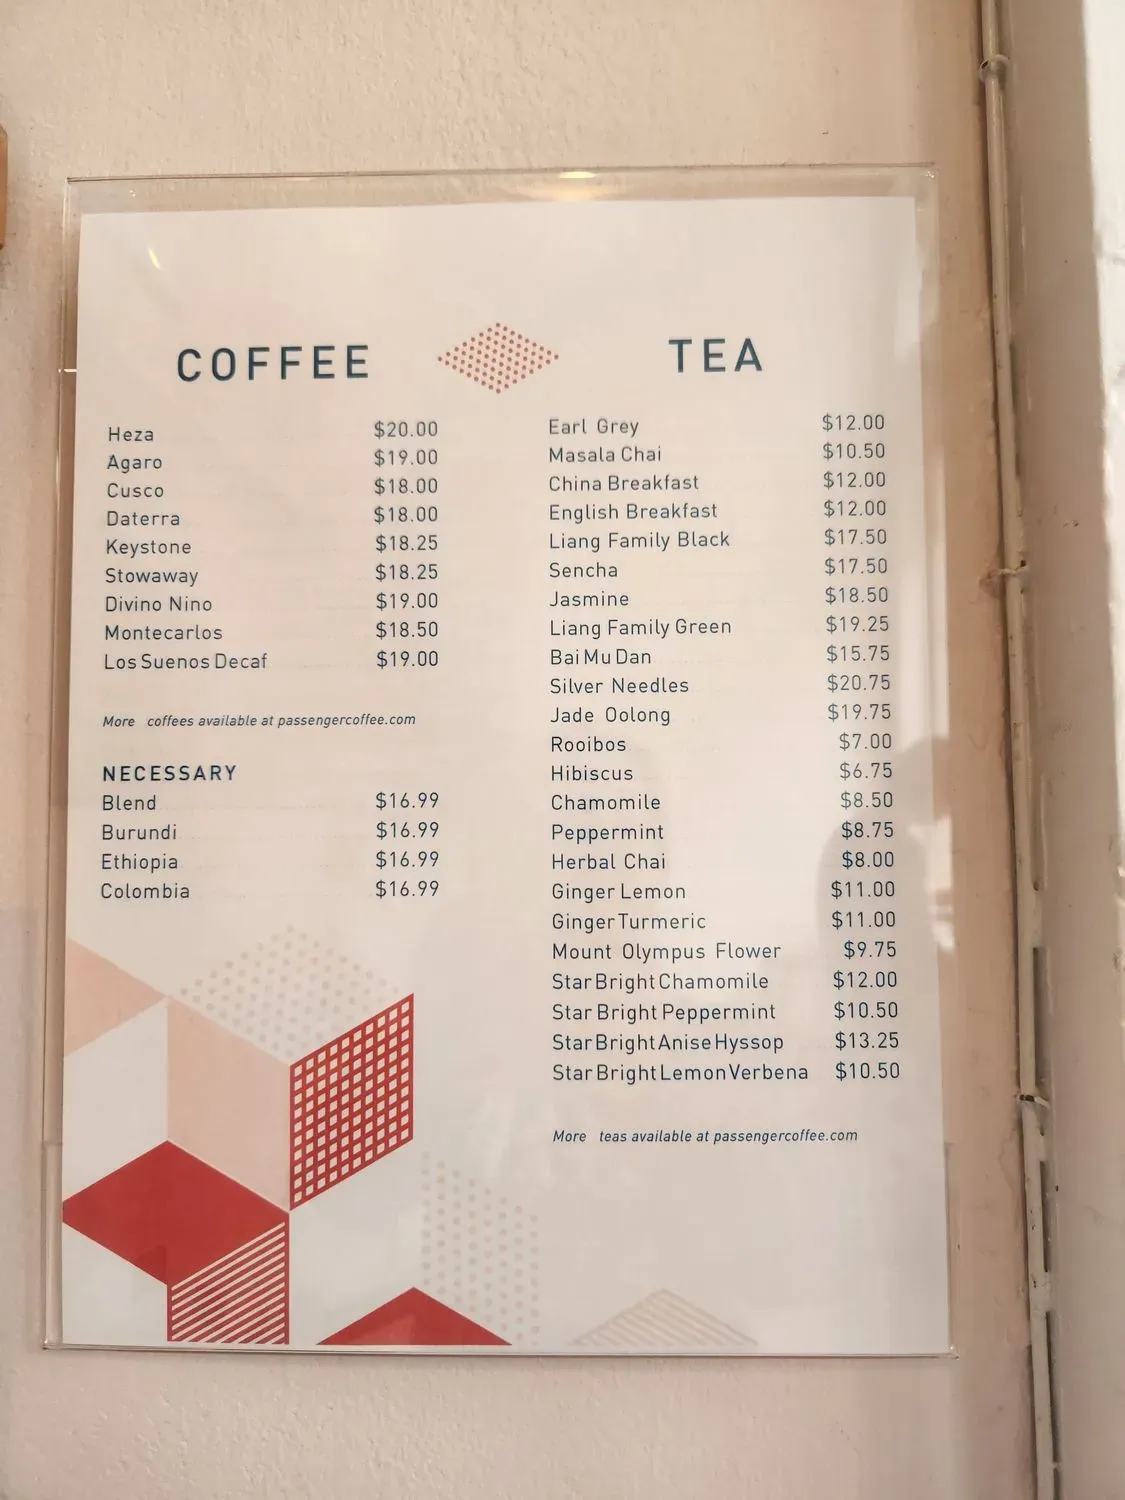 COFFEE
Heza $20.00
Agaro $19.00
Cusco $18.00
Daterra $18.00
Keystone $18.25
Stowaway $18.25
Divino Nino $19.00
Montecarlos $18.50
Los Suenos Decaf $19.00
More coffees available at passengercoffee.com
NECESSARY
Blend $16.99
Burundi $16.99
Ethiopia $16.99
Colombia $16.99
TEA
Earl Grey $12.00
Masala Chai $10.50
China Breakfast $12.00
English Breakfast $12.00
Liang Family Black $17.50
Sencha $17.50
Jasmine $18.50
Liang Family Green $19.25
Bai Mu Dan $15.75
Silver Needles $20.75
Jade Oolong $19.75
Rooibos $7.00
Hibiscus $6.75
Chamomile $8.50
Peppermint $8.75
Herbal Chai $8.00
Ginger Lemon $11.00
Ginger Turmeric $11.00
Mount Olympus Flower $9.75
Star Bright Chamomile $12.00
Star Bright Peppermint $10.50
Star Bright Anise Hyssop $13.25
Star Bright Lemon Verbena $10.50
More teas available at passengercoffee.com